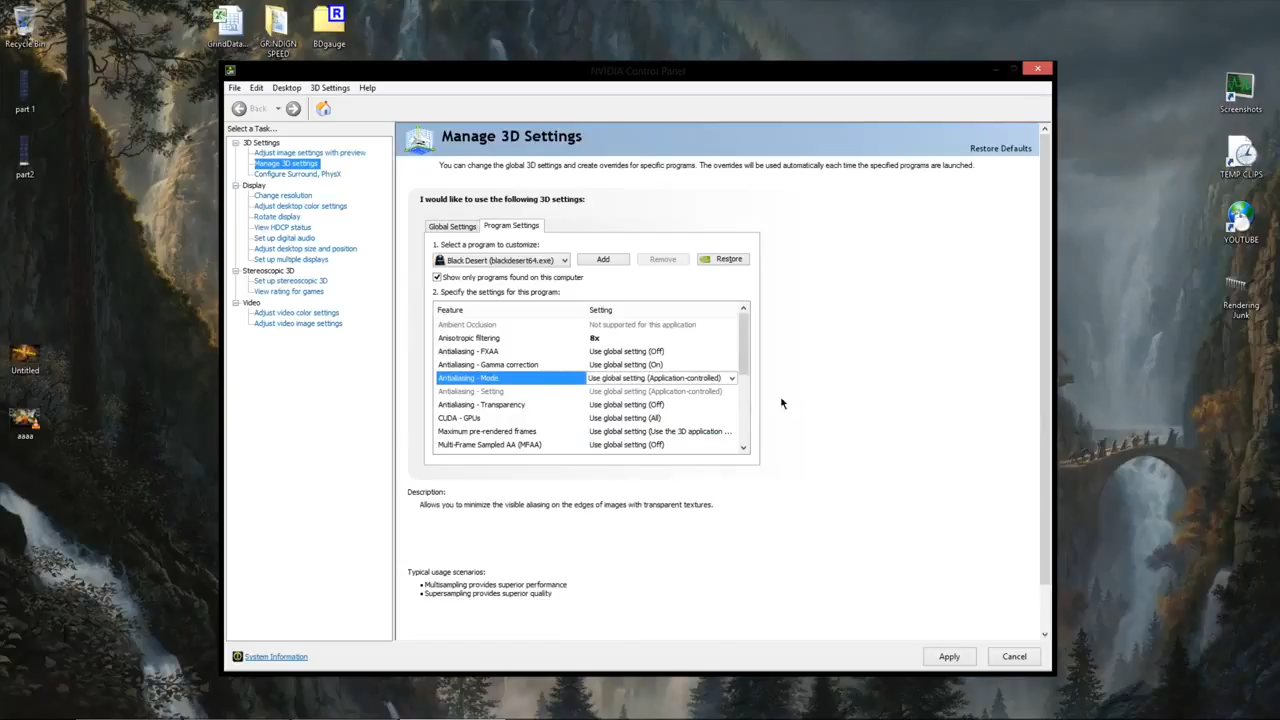 Recycle Bin
GrindData...
GRINDIGN
SPEED
R
BDgauge
part 1
part2
Untitled
aaaa
Screenshots
TEMP CLIPS
YOUTUBE
Rendering
Junk
NVIDIA Control Panel
File Edit Desktop 3D Settings Help
Back
Select a Task...
3D Settings
Adjust image settings with preview
Manage 3D settings
Configure Surround, PhysX
Display
Change resolution
Adjust desktop color settings
Rotate display
View HDCP status
Set up digital audio
Adjust desktop size and position
Set up multiple displays
Stereoscopic 3D
Set up stereoscopic 3D
View rating for games
Video
Adjust video color settings
Adjust video image settings
System Information
Manage 3D Settings
Restore Defaults
You can change the global 3D settings and create overrides for specific programs. The overrides will be used automatically each time the specified programs are launched.
I would like to use the following 3D settings:
Global Settings Program Settings
1. Select a program to customize:
Black Desert (blackdesert64.exe) Add Remove Restore
Show only programs found on this computer
2. Specify the settings for this program:
Feature Setting
Ambient Occlusion Not supported for this application
Anisotropic filtering 8x
Antialiasing - FXAA Use global setting (Off)
Antialiasing - Gamma correction Use global setting (On)
Antialiasing - Mode Use global setting (Application-controlled)
Antialiasing - Setting Use global setting (Application-controlled)
Antialiasing - Transparency Use global setting (Off)
CUDA - GPUs Use global setting (All)
Maximum pre-rendered frames Use global setting (Use the 3D application ...
Multi-Frame Sampled AA (MFAA) Use global setting (Off)
Description:
Allows you to minimize the visible aliasing on the edges of images with transparent textures.
Typical usage scenarios:
• Multisampling provides superior performance
• Supersampling provides superior quality
Apply Cancel